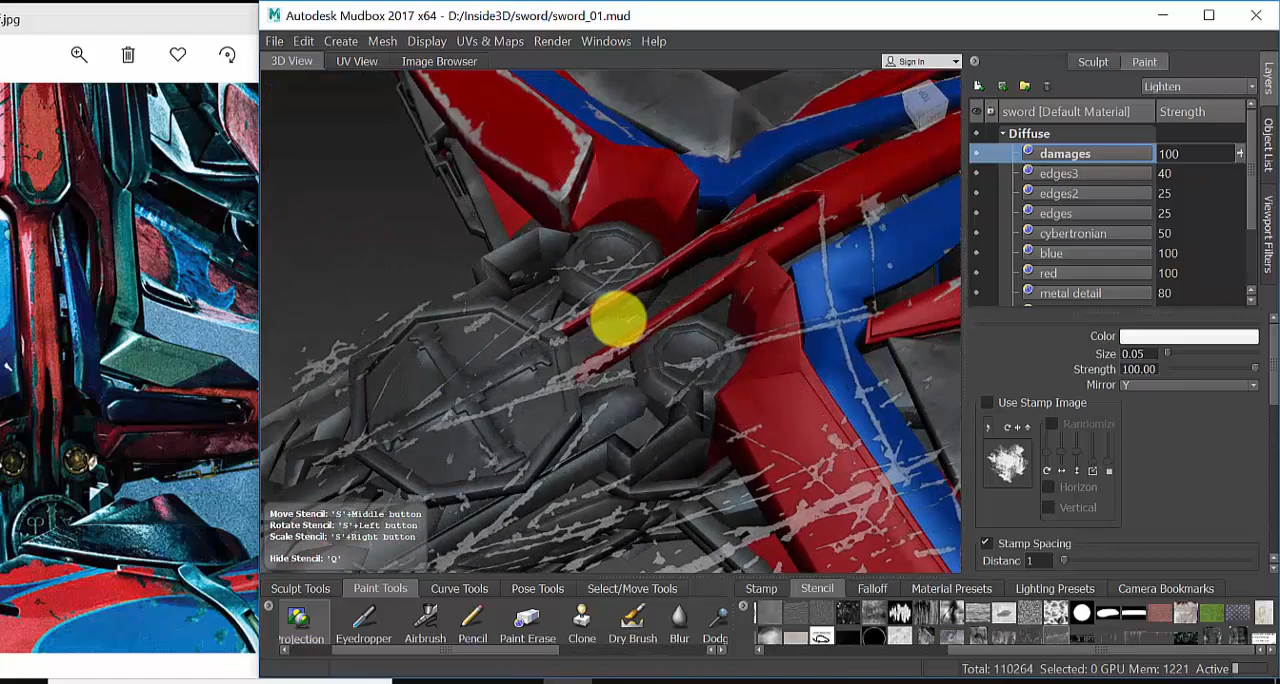 .jpg
Autodesk Mudbox 2017 x64 - D:/Inside3D/sword/sword_01.mud
File Edit Create Mesh Display UVs & Maps Render Windows Help
3D View UV View Image Browser Sign In
Sculpt Paint
Lighten
sword [Default Material] Strength
Diffuse
damages 100
edges3 40
edges2 25
edges 25
cybertronian 50
blue 100
red 100
metal detail 80
Layers
Object List
Viewport Filters
Color
Size 0.05
Strength 100.00
Mirror Y
Use Stamp Image
Randomize
Horizon
Vertical
Stamp Spacing
Distanc 1
Move Stencil: 'S'+Middle button
Rotate Stencil: 'S'+Left button
Scale Stencil: 'S'+Right button
Hide Stencil: 'Q'
Sculpt Tools Paint Tools Curve Tools Pose Tools Select/Move Tools
Stamp Stencil Falloff Material Presets Lighting Presets Camera Bookmarks
Projection Eyedropper Airbrush Pencil Paint Erase Clone Dry Brush Blur Dodg
Total: 110264 Selected: 0 GPU Mem: 1221 Active